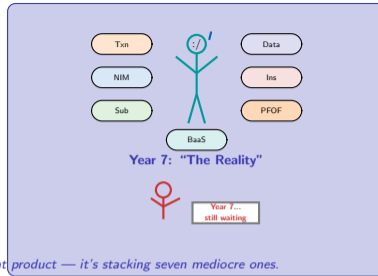 Txn
Data
:/
NIM
Ins
Sub
PFOF
BaaS
Year 7: “The Reality”
Year 7...
still waiting
product — it's stacking seven mediocre ones.